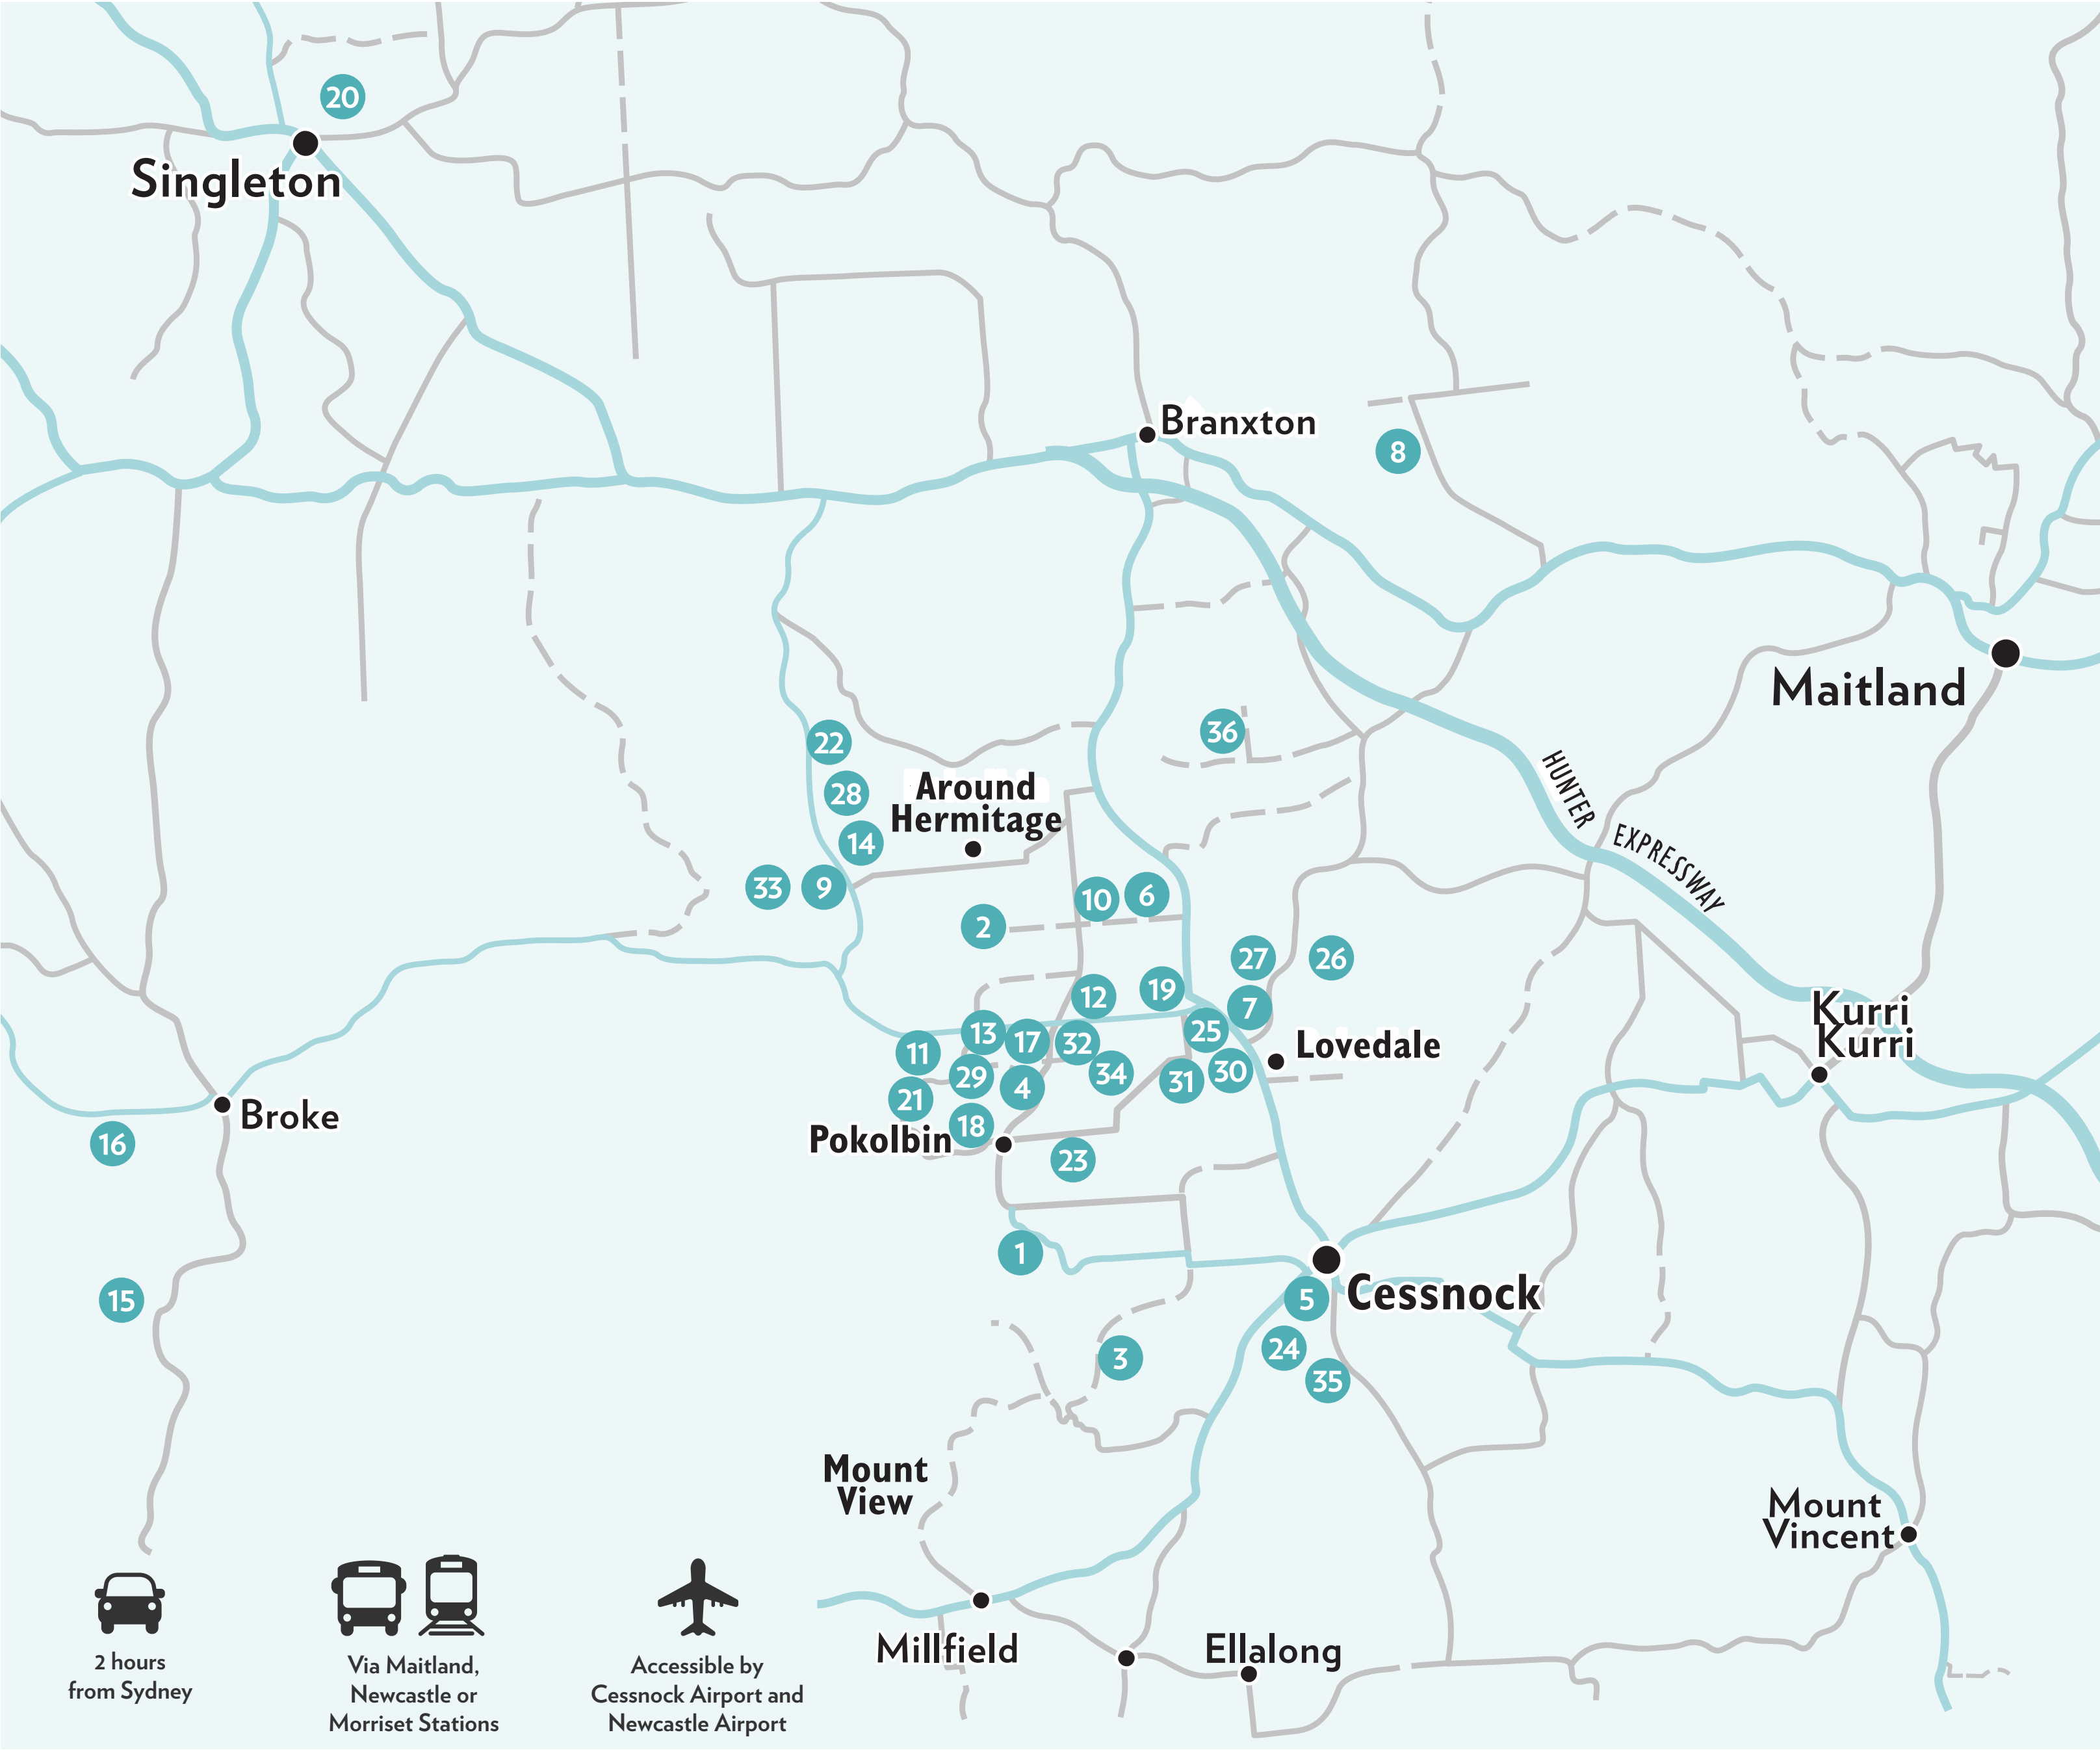 20
Singleton
Branxton
8
Maitland
HUNTER
EXPRESSWAY
36
22
28
Around
Hermitage
14
33
9
10
6
2
27
26
12
19
7
Kurri
Kurri
13
25
17
32
Lovedale
11
29
34
30
31
4
21
Broke
18
16
Pokolbin
23
1
15
5
Cessnock
24
3
35
Mount
View
Mount
Vincent
Millfield
Ellalong
2 hours
from Sydney
Via Maitland,
Newcastle or
Morriset Stations
Accessible by
Cessnock Airport and
Newcastle Airport